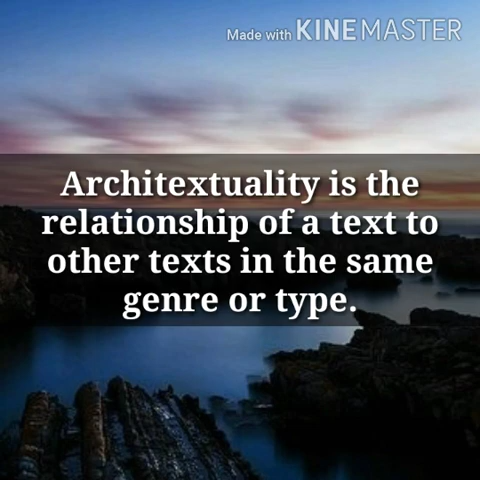 Made with KINEMASTER
Architextuality is the
relationship of a text to
other texts in the same
genre or type.